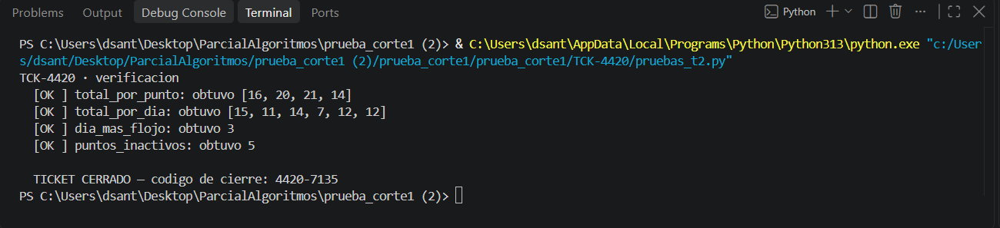 Problems Output Debug Console Terminal Ports Python
PS C:\Users\dsant\Desktop\ParcialAlgoritmos\prueba_corte1 (2)> & C:\Users\dsant\AppData\Local\Programs\Python\Python313\python.exe "c:/User
s/dsant/Desktop/ParcialAlgoritmos/prueba_corte1 (2)/prueba_corte1/prueba_corte1/TCK-4420/pruebas_t2.py"
TCK-4420 · verificacion
[OK ] total_por_punto: obtuvo [16, 20, 21, 14]
[OK ] total_por_dia: obtuvo [15, 11, 14, 7, 12, 12]
[OK ] dia_mas_flojo: obtuvo 3
[OK ] puntos_inactivos: obtuvo 5
TICKET CERRADO — codigo de cierre: 4420-7135
PS C:\Users\dsant\Desktop\ParcialAlgoritmos\prueba_corte1 (2)>